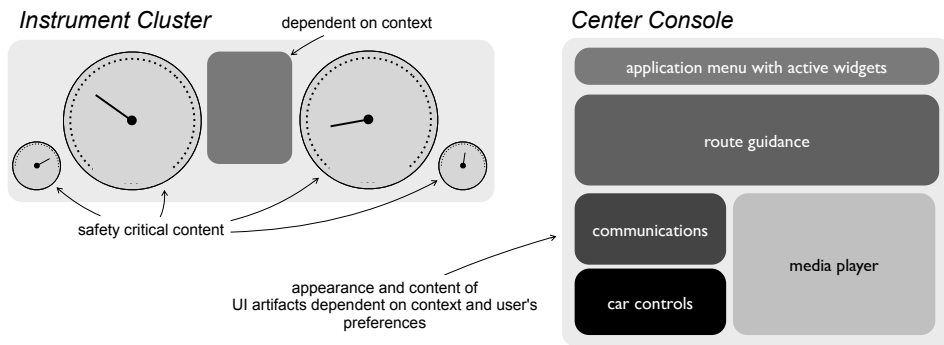 Instrument Cluster
dependent on context
safety critical content
appearance and content of
UI artifacts dependent on context and user's
preferences
Center Console
application menu with active widgets
route guidance
communications
media player
car controls